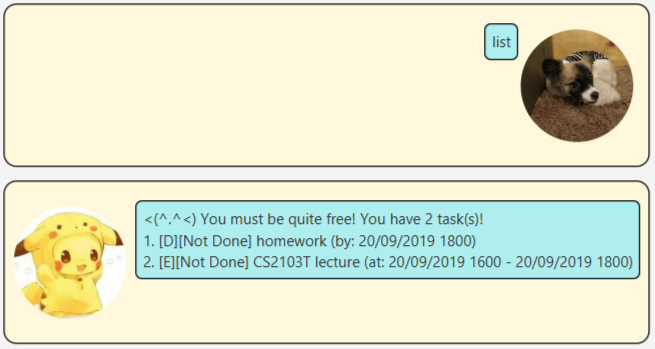 list
<(^.^<) You must be quite free! You have 2 task(s)!
1. [D][Not Done] homework (by: 20/09/2019 1800)
2. [E][Not Done] CS2103T lecture (at: 20/09/2019 1600 - 20/09/2019 1800)